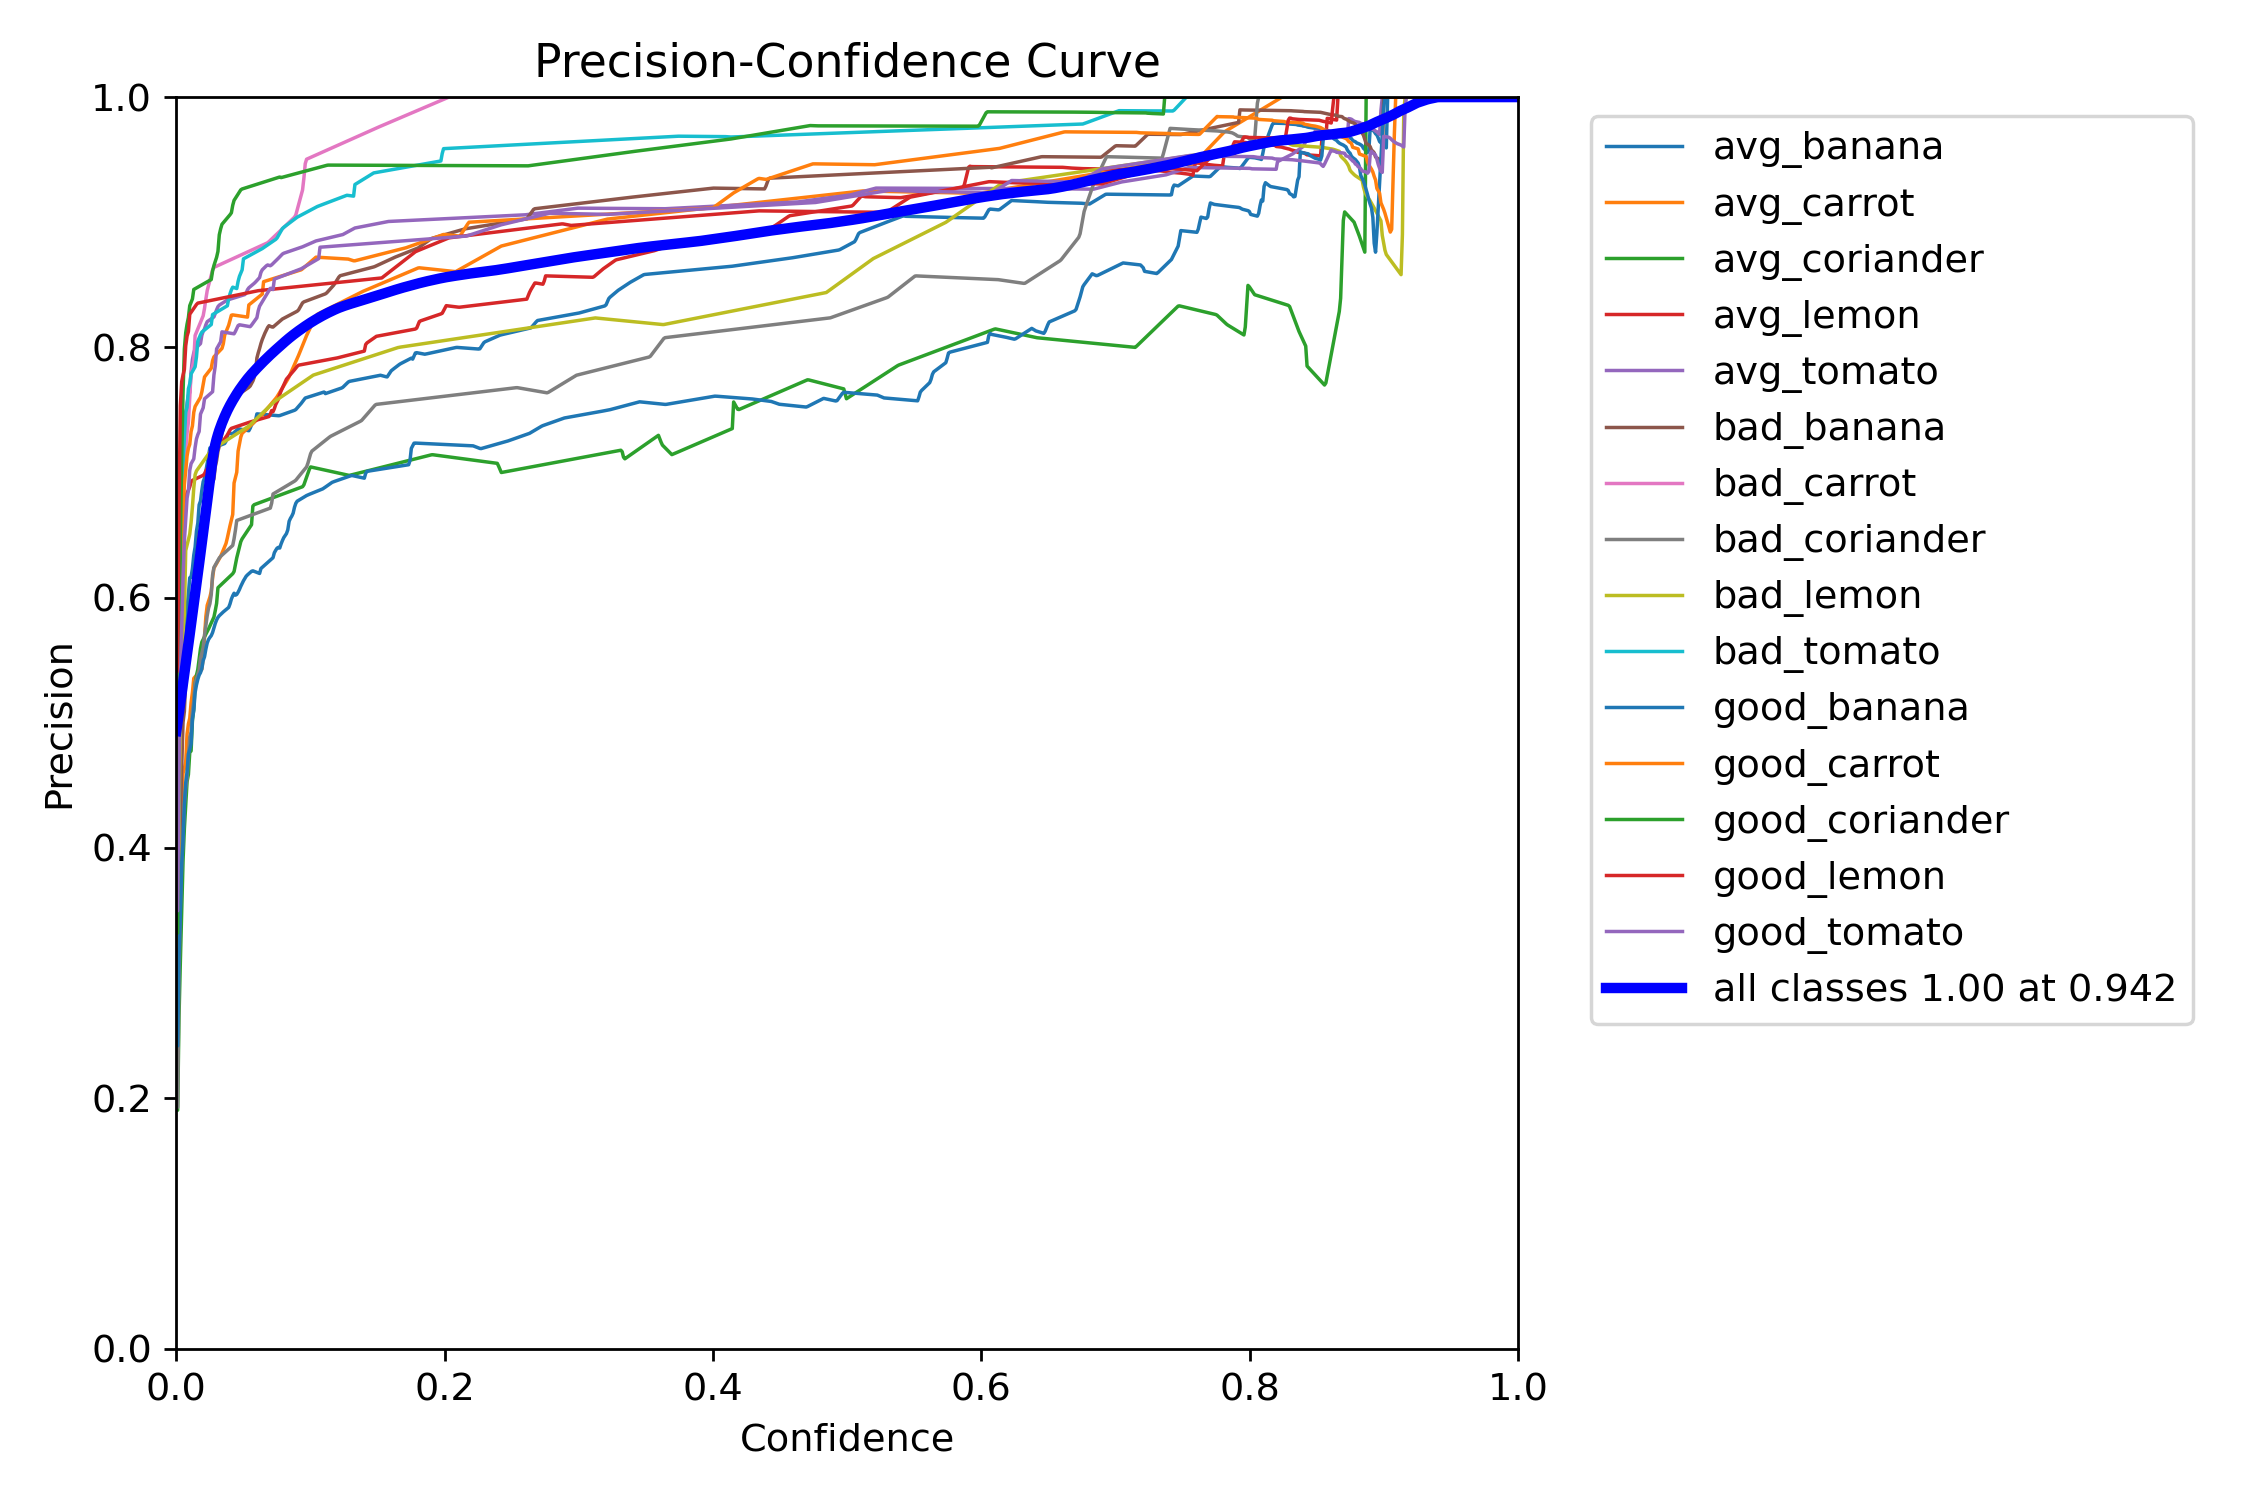 Precision-Confidence Curve
1.0
0.8
0.6
0.4
0.2
0.0
Precision
0.0 0.2 0.4 0.6 0.8 1.0
Confidence
avg_banana
avg_carrot
avg_coriander
avg_lemon
avg_tomato
bad_banana
bad_carrot
bad_coriander
bad_lemon
bad_tomato
good_banana
good_carrot
good_coriander
good_lemon
good_tomato
all classes 1.00 at 0.942